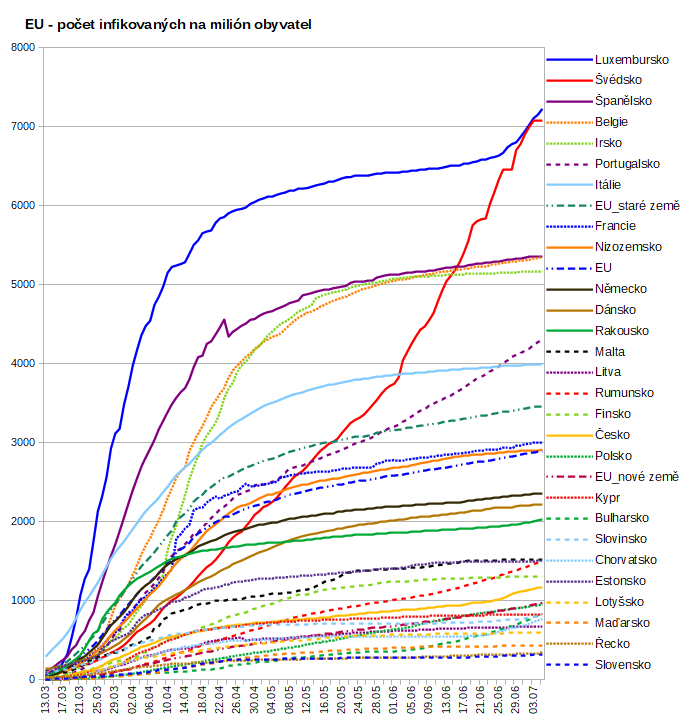 EU - počet infikovaných na milión obyvatel
8000
7000
6000
5000
4000
3000
2000
1000
0
13.03
17.03
21.03
25.03
29.03
02.04
06.04
10.04
14.04
18.04
22.04
26.04
30.04
04.05
08.05
12.05
16.05
20.05
24.05
28.05
01.06
05.06
09.06
13.06
17.06
21.06
25.06
29.06
03.07
Luxembursko
Švédsko
Španělsko
Belgie
Irsko
Portugalsko
Itálie
EU_staré země
Francie
Nizozemsko
EU
Německo
Dánsko
Rakousko
Malta
Litva
Rumunsko
Finsko
Česko
Polsko
EU_nové země
Kypr
Bulharsko
Slovinsko
Chorvatsko
Estonsko
Lotyšsko
Maďarsko
Řecko
Slovensko